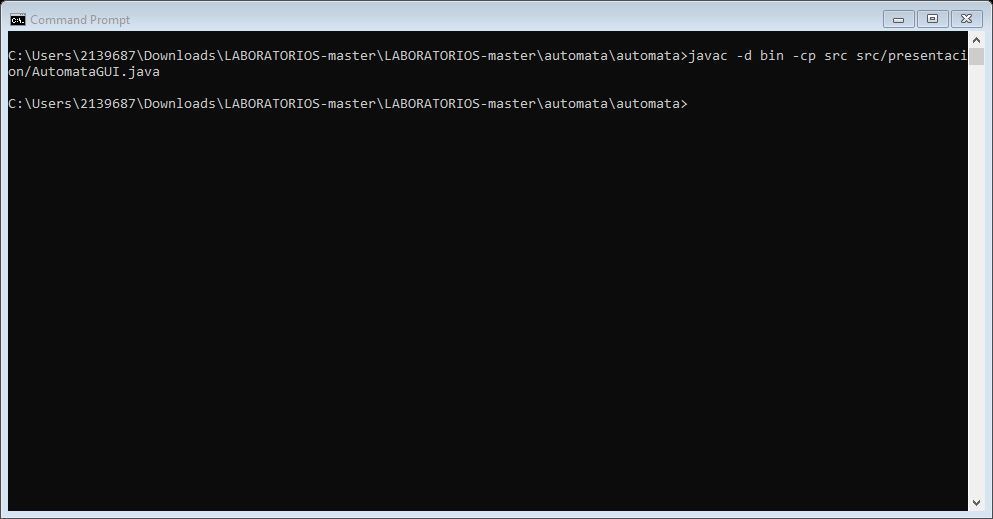 Command Prompt
C:\Users\2139687\Downloads\LABORATORIOS-master\LABORATORIOS-master\automata\automata>javac -d bin -cp src src/presentaci
on/AutomataGUI.java
C:\Users\2139687\Downloads\LABORATORIOS-master\LABORATORIOS-master\automata\automata>